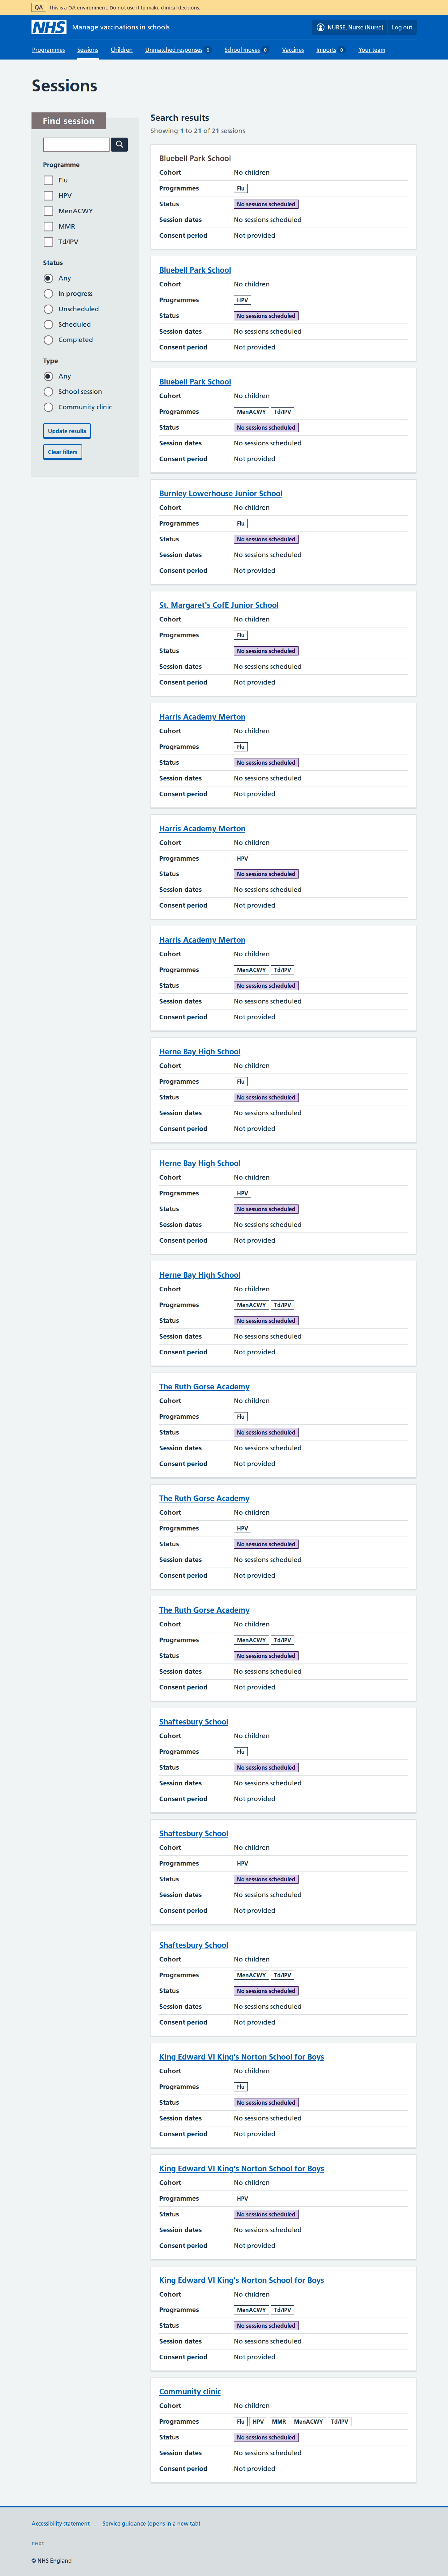 QA This is a QA environment. Do not use it to make clinical decisions.
NHS Manage vaccinations in schools NURSE, Nurse (Nurse) Log out
Programmes Sessions Children Unmatched responses 0 School moves 0 Vaccines Imports 0 Your team
Sessions
Find session
Programme
Flu
HPV
MenACWY
MMR
Td/IPV
Status
Any
In progress
Unscheduled
Scheduled
Completed
Type
Any
School session
Community clinic
Update results
Clear filters
Search results
Showing 1 to 21 of 21 sessions
Bluebell Park School
Cohort No children
Programmes Flu
Status No sessions scheduled
Session dates No sessions scheduled
Consent period Not provided
Bluebell Park School
Cohort No children
Programmes HPV
Status No sessions scheduled
Session dates No sessions scheduled
Consent period Not provided
Bluebell Park School
Cohort No children
Programmes MenACWY Td/IPV
Status No sessions scheduled
Session dates No sessions scheduled
Consent period Not provided
Burnley Lowerhouse Junior School
Cohort No children
Programmes Flu
Status No sessions scheduled
Session dates No sessions scheduled
Consent period Not provided
St. Margaret's CofE Junior School
Cohort No children
Programmes Flu
Status No sessions scheduled
Session dates No sessions scheduled
Consent period Not provided
Harris Academy Merton
Cohort No children
Programmes Flu
Status No sessions scheduled
Session dates No sessions scheduled
Consent period Not provided
Harris Academy Merton
Cohort No children
Programmes HPV
Status No sessions scheduled
Session dates No sessions scheduled
Consent period Not provided
Harris Academy Merton
Cohort No children
Programmes MenACWY Td/IPV
Status No sessions scheduled
Session dates No sessions scheduled
Consent period Not provided
Herne Bay High School
Cohort No children
Programmes Flu
Status No sessions scheduled
Session dates No sessions scheduled
Consent period Not provided
Herne Bay High School
Cohort No children
Programmes HPV
Status No sessions scheduled
Session dates No sessions scheduled
Consent period Not provided
Herne Bay High School
Cohort No children
Programmes MenACWY Td/IPV
Status No sessions scheduled
Session dates No sessions scheduled
Consent period Not provided
The Ruth Gorse Academy
Cohort No children
Programmes Flu
Status No sessions scheduled
Session dates No sessions scheduled
Consent period Not provided
The Ruth Gorse Academy
Cohort No children
Programmes HPV
Status No sessions scheduled
Session dates No sessions scheduled
Consent period Not provided
The Ruth Gorse Academy
Cohort No children
Programmes MenACWY Td/IPV
Status No sessions scheduled
Session dates No sessions scheduled
Consent period Not provided
Shaftesbury School
Cohort No children
Programmes Flu
Status No sessions scheduled
Session dates No sessions scheduled
Consent period Not provided
Shaftesbury School
Cohort No children
Programmes HPV
Status No sessions scheduled
Session dates No sessions scheduled
Consent period Not provided
Shaftesbury School
Cohort No children
Programmes MenACWY Td/IPV
Status No sessions scheduled
Session dates No sessions scheduled
Consent period Not provided
King Edward VI King's Norton School for Boys
Cohort No children
Programmes Flu
Status No sessions scheduled
Session dates No sessions scheduled
Consent period Not provided
King Edward VI King's Norton School for Boys
Cohort No children
Programmes HPV
Status No sessions scheduled
Session dates No sessions scheduled
Consent period Not provided
King Edward VI King's Norton School for Boys
Cohort No children
Programmes MenACWY Td/IPV
Status No sessions scheduled
Session dates No sessions scheduled
Consent period Not provided
Community clinic
Cohort No children
Programmes Flu HPV MMR MenACWY Td/IPV
Status No sessions scheduled
Session dates No sessions scheduled
Consent period Not provided
Accessibility statement Service guidance (opens in a new tab)
next
© NHS England